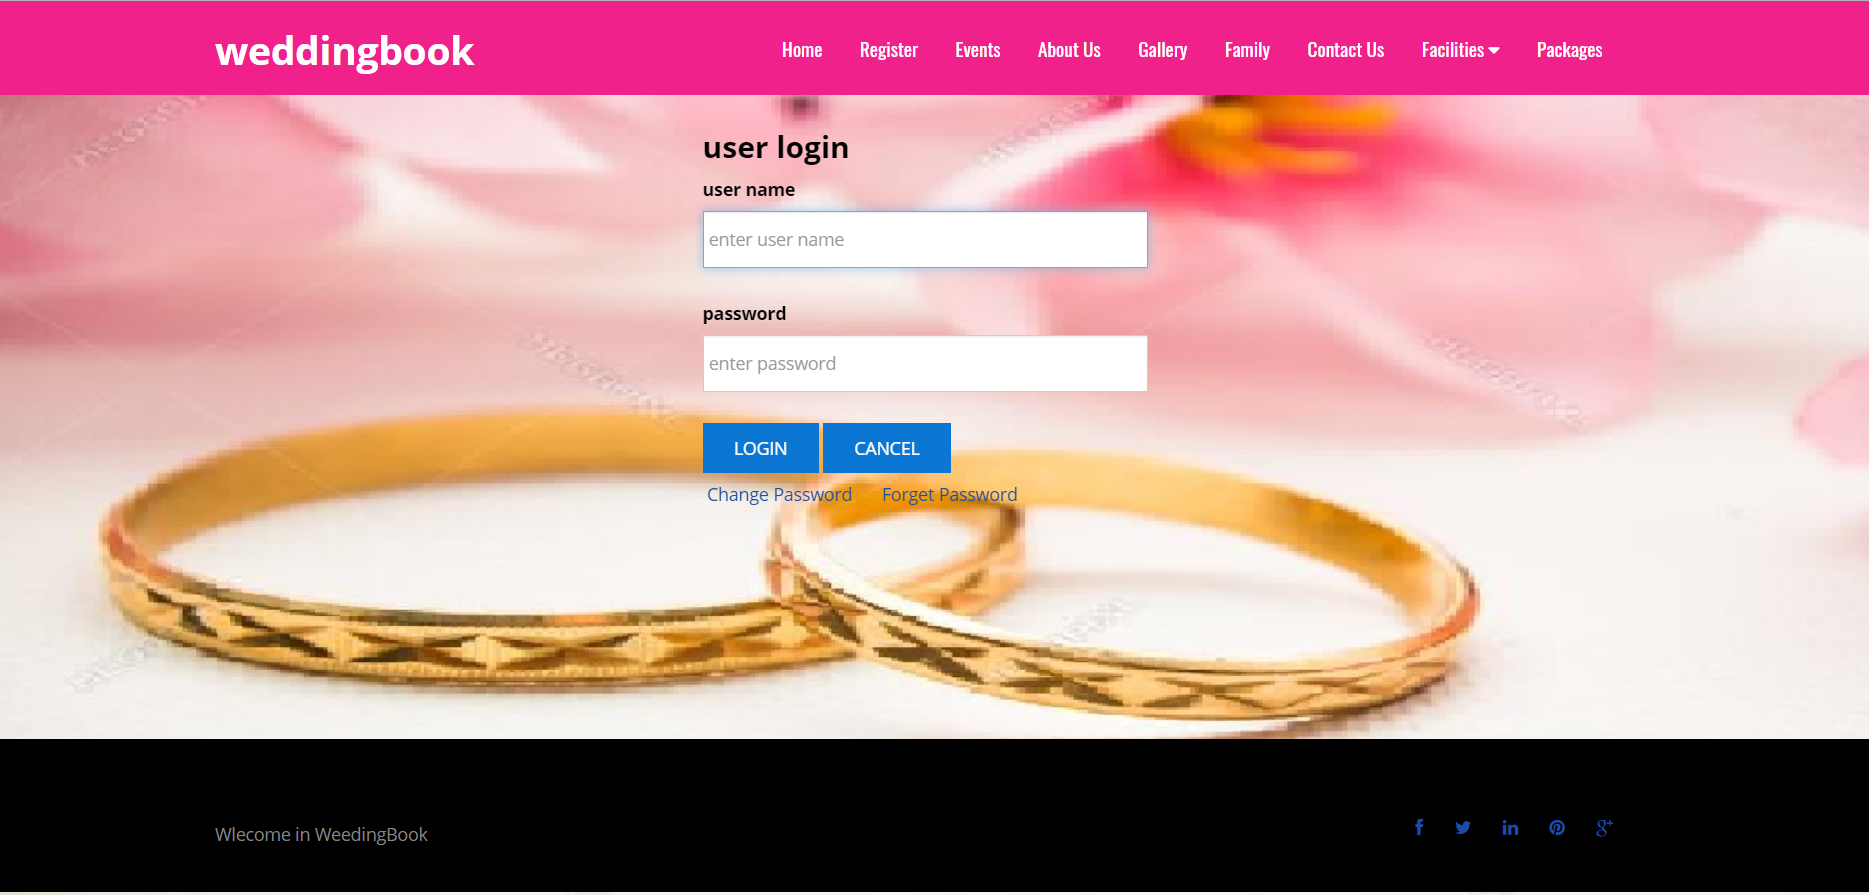 weddingbook
Home Register Events About Us Gallery Family Contact Us Facilities Packages
user login
user name
enter user name
password
enter password
LOGIN CANCEL
Change Password Forget Password
Wlecome in WeedingBook